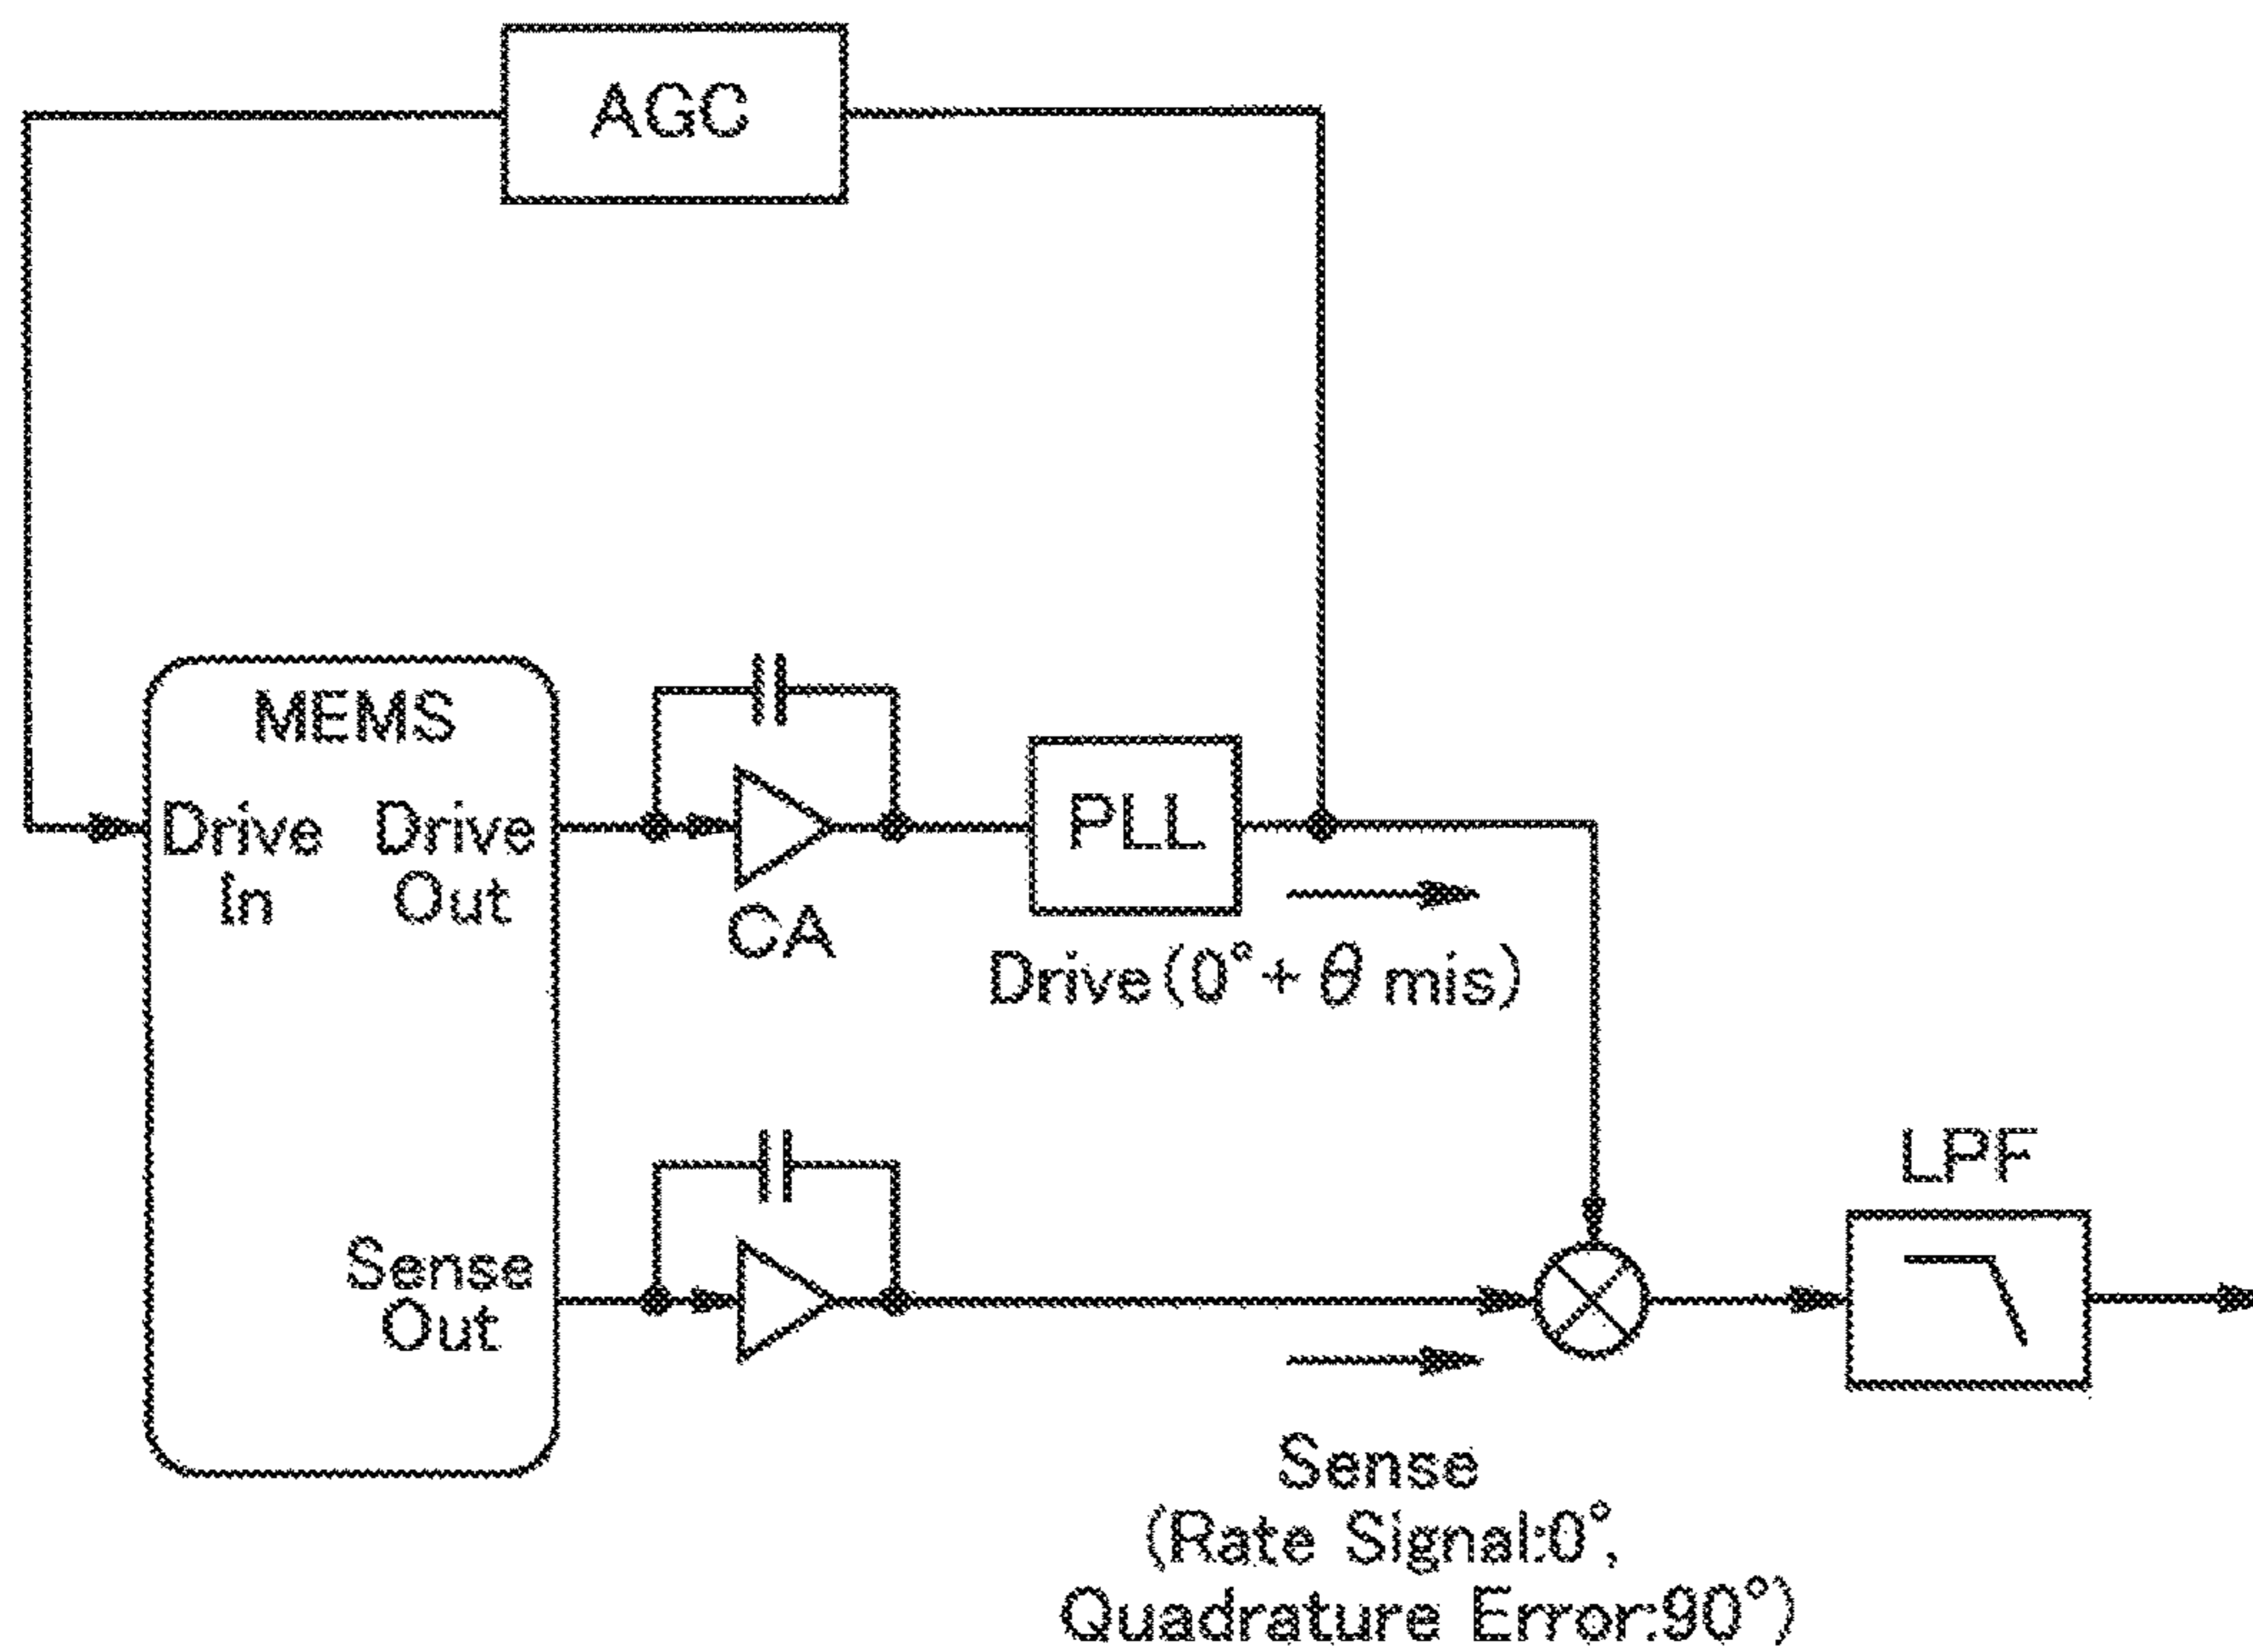 AGC
MEMS
Drive
In
Drive
Out
CA
PLL
Drive(0°+θ mis)
Sense
Out
LPF
Sense
(Rate Signal:0°,
Quadrature Error:90°)